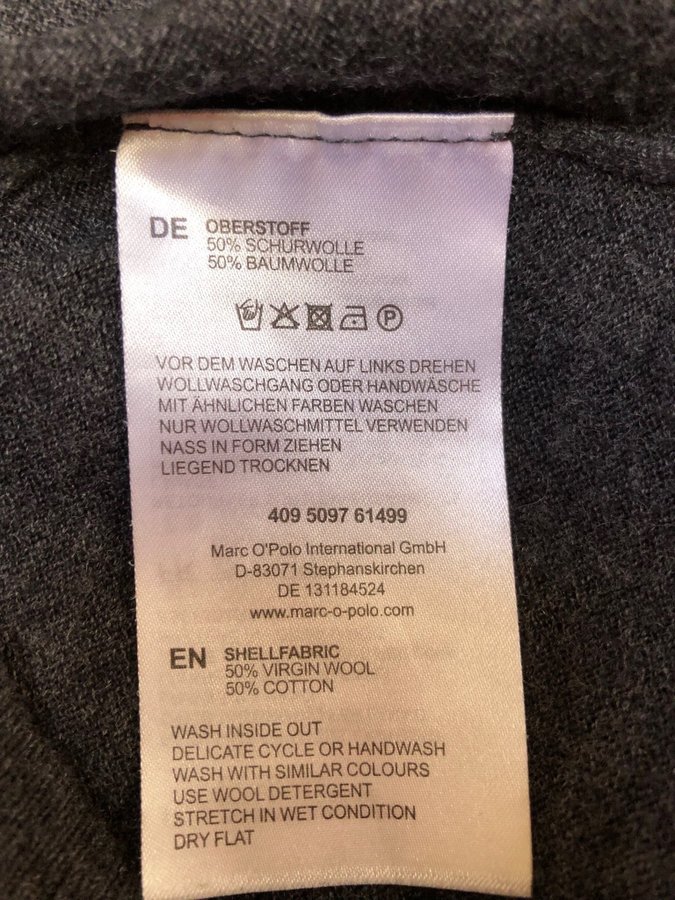 DE OBERSTOFF
50% SCHURWOLLE
50% BAUMWOLLE
P
VOR DEM WASCHEN AUF LINKS DREHEN
WOLLWASCHGANG ODER HANDWÄSCHE
MIT ÄHNLICHEN FARBEN WASCHEN
NUR WOLLWASCHMITTEL VERWENDEN
NASS IN FORM ZIEHEN
LIEGEND TROCKNEN
409 5097 61499
Marc O'Polo International GmbH
D-83071 Stephanskirchen
DE 131184524
www.marc-o-polo.com
EN SHELLFABRIC
50% VIRGIN WOOL
50% COTTON
WASH INSIDE OUT
DELICATE CYCLE OR HANDWASH
WASH WITH SIMILAR COLOURS
USE WOOL DETERGENT
STRETCH IN WET CONDITION
DRY FLAT